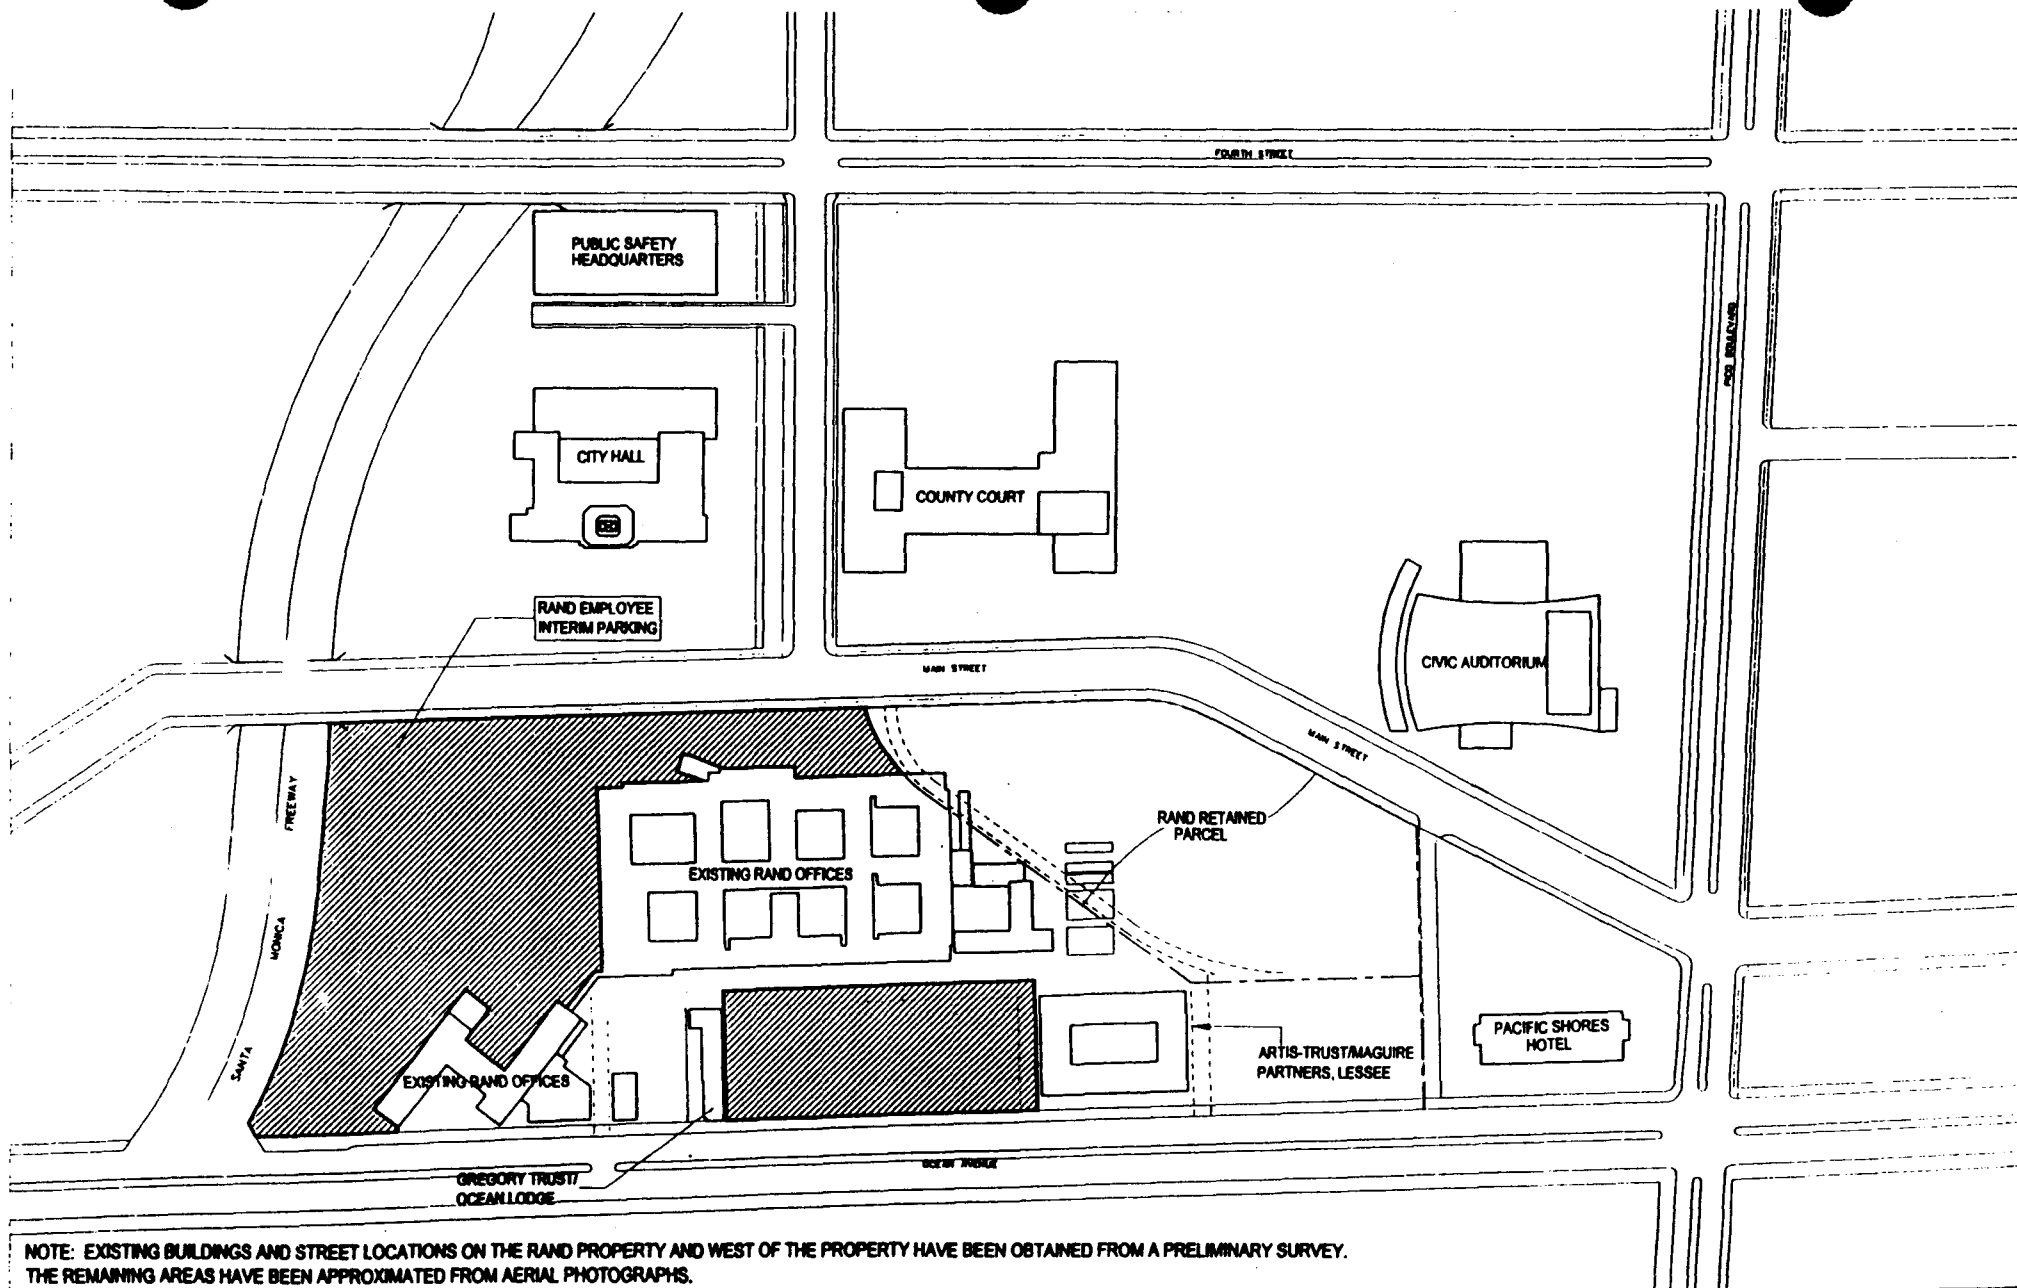 FOURTH STREET
PUBLIC SAFETY
HEADQUARTERS
PICO BOULEVARD
CITY HALL
COUNTY COURT
RAND EMPLOYEE
INTERIM PARKING
MAIN STREET
CIVIC AUDITORIUM
MAIN STREET
FREEWAY
RAND RETAINED
PARCEL
EXISTING RAND OFFICES
MONICA
SANTA
PACIFIC SHORES
HOTEL
ARTIS-TRUST/MAGUIRE
PARTNERS, LESSEE
EXISTING RAND OFFICES
OCEAN AVENUE
GREGORY TRUST/
OCEAN LODGE
NOTE: EXISTING BUILDINGS AND STREET LOCATIONS ON THE RAND PROPERTY AND WEST OF THE PROPERTY HAVE BEEN OBTAINED FROM A PRELIMINARY SURVEY.
THE REMAINING AREAS HAVE BEEN APPROXIMATED FROM AERIAL PHOTOGRAPHS.